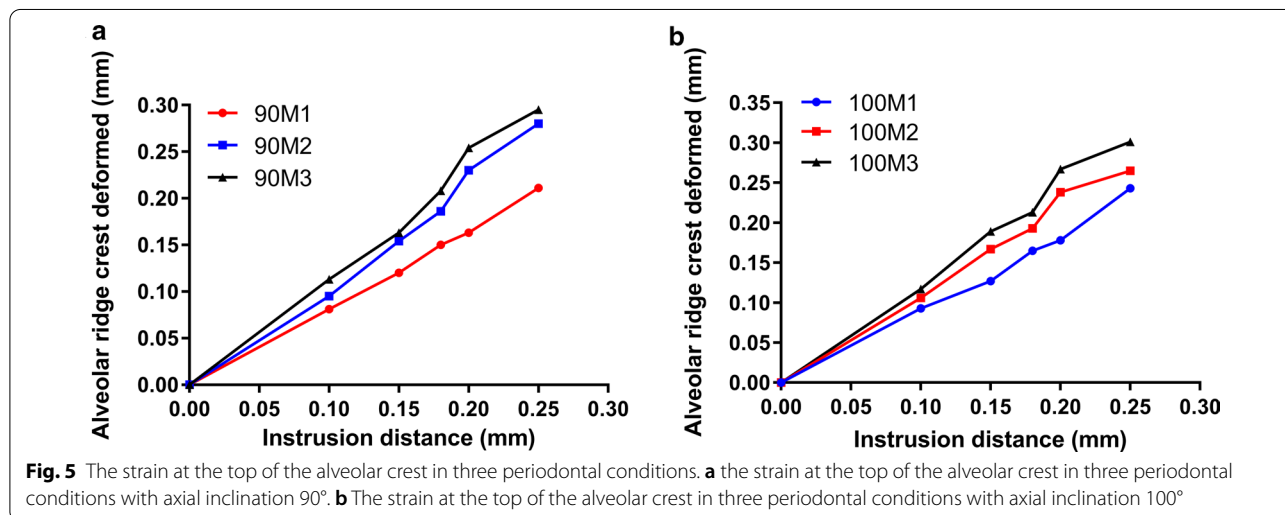 a
Alveolar ridge crest deformed (mm)
0.30
0.25
0.20
0.15
0.10
0.05
0.00
90M1
90M2
90M3
0.00 0.05 0.10 0.15 0.20 0.25 0.30
Instrusion distance (mm)
b
Alveolar ridge crest deformed (mm)
0.35
0.30
0.25
0.20
0.15
0.10
0.05
0.00
100M1
100M2
100M3
0.00 0.05 0.10 0.15 0.20 0.25 0.30
Instrusion distance (mm)
Fig. 5 The strain at the top of the alveolar crest in three periodontal conditions. a the strain at the top of the alveolar crest in three periodontal
conditions with axial inclination 90°. b The strain at the top of the alveolar crest in three periodontal conditions with axial inclination 100°